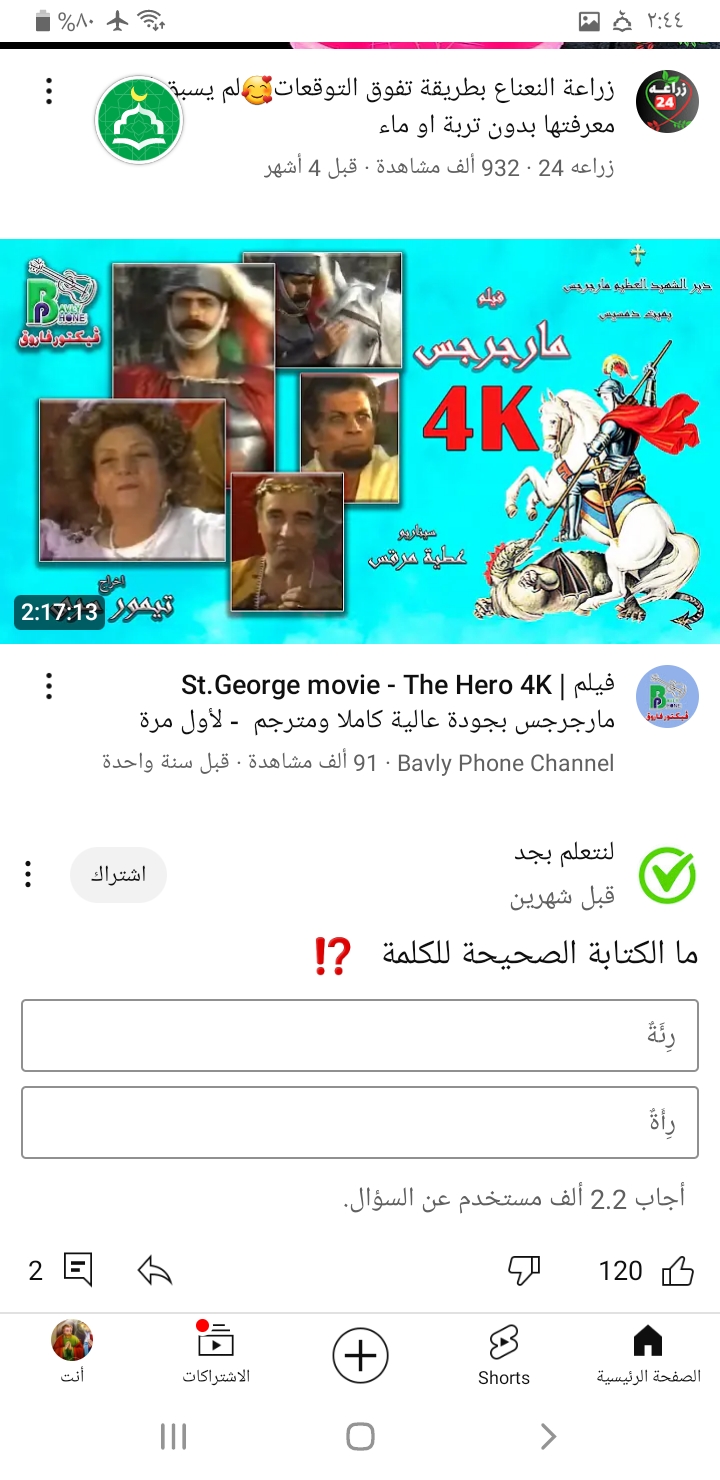 ٢:٤٤
%٨٠
زراعة النعناع بطريقة تفوق التوقعات🥰لم يسبق
معرفتها بدون تربة او ماء
زراعه 24 · 932 ألف مشاهدة · قبل 4 أشهر
زراعه
24
دير الشهيد العظيم مارجرجس
بميت دمسيس
فيلم
مارجرجس
4K
سيناريو
عطية مرقس
اخراج
تيمور
BAVLY
PHONE
ڤيكتور فاروق
2:17:13
فيلم | St.George movie - The Hero 4K
مارجرجس بجودة عالية كاملا ومترجم - لأول مرة
Bavly Phone Channel · 91 ألف مشاهدة · قبل سنة واحدة
لنتعلم بجد
قبل شهرين
اشتراك
ما الكتابة الصحيحة للكلمة ⁉️
رِئَةٌ
رِأَةٌ
أجاب 2.2 ألف مستخدم عن السؤال.
120
2
الصفحة الرئيسية
Shorts
الاشتراكات
أنت